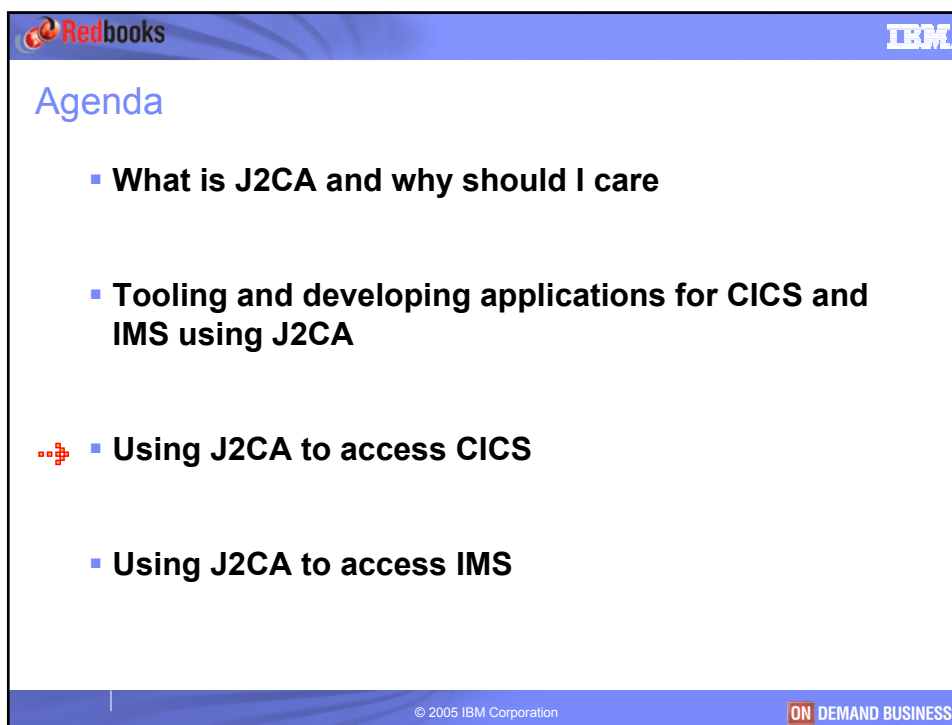 Redbooks
IBM
Agenda
What is J2CA and why should I care
Tooling and developing applications for CICS and
IMS using J2CA
Using J2CA to access CICS
Using J2CA to access IMS
© 2005 IBM Corporation
ON DEMAND BUSINESS